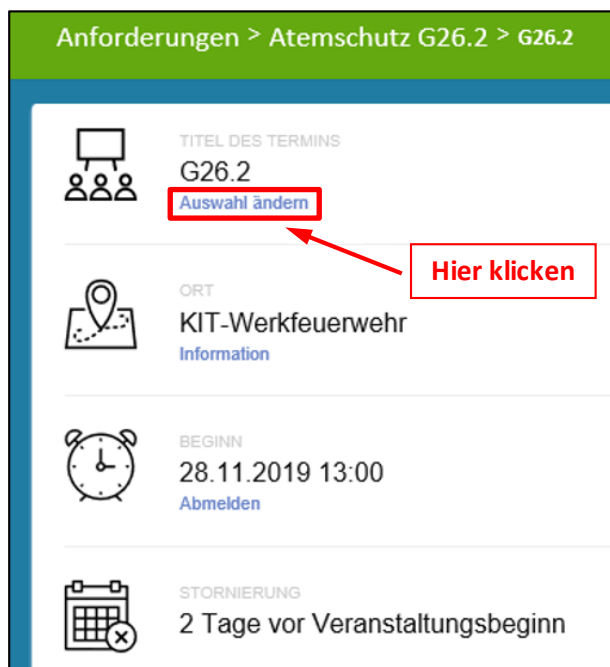 Anforderungen > Atemschutz G26.2 > G26.2
TITEL DES TERMINS
G26.2
Auswahl ändern
Hier klicken
ORT
KIT-Werkfeuerwehr
Information
BEGINN
28.11.2019 13:00
Abmelden
STORNIERUNG
2 Tage vor Veranstaltungsbeginn